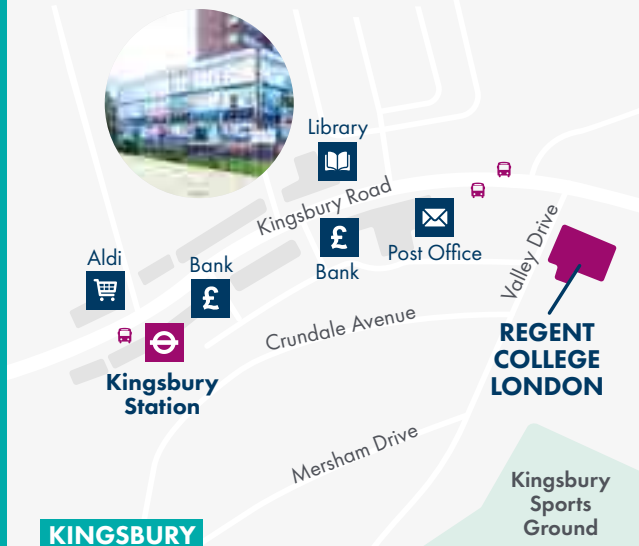 Library
Kingsbury Road
Aldi
Bank
£
£
Bank
Post Office
Valley Drive
Crundale Avenue
Kingsbury
Station
REGENT
COLLEGE
LONDON
Mersham Drive
Kingsbury
Sports
Ground
KINGSBURY